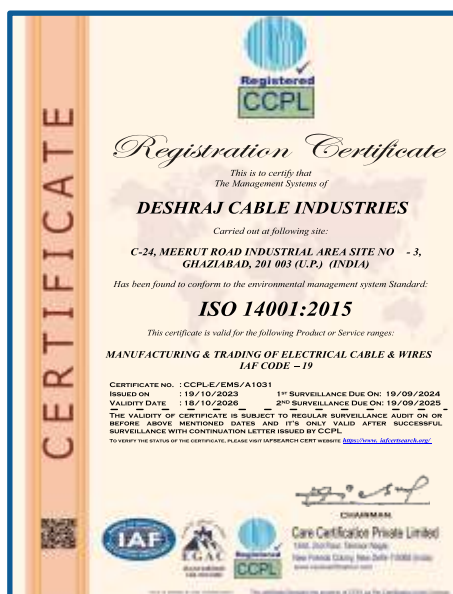 CERTIFICATE
Registered
CCPL
Registration Certificate
This is to certify that
The Management Systems of
DESHRAJ CABLE INDUSTRIES
Carried out at following site:
C-24, MEERUT ROAD INDUSTRIAL AREA SITE NO - 3,
GHAZIABAD, 201 003 (U.P.) (INDIA)
Has been found to conform to the environmental management system Standard:
ISO 14001:2015
This certificate is valid for the following Product or Service ranges:
MANUFACTURING & TRADING OF ELECTRICAL CABLE & WIRES
IAF CODE – 19
CERTIFICATE NO. : CCPL-E/EMS/A1031
ISSUED ON : 19/10/2023 1ST SURVEILLANCE DUE ON: 19/09/2024
VALIDITY DATE : 18/10/2026 2ND SURVEILLANCE DUE ON: 19/09/2025
THE VALIDITY OF CERTIFICATE IS SUBJECT TO REGULAR SURVEILLANCE AUDIT ON OR
BEFORE ABOVE MENTIONED DATES AND IT'S ONLY VALID AFTER SUCCESSFUL
SURVEILLANCE WITH CONTINUATION LETTER ISSUED BY CCPL
TO VERIFY THE STATUS OF THE CERTIFICATE, PLEASE VISIT IAFSEARCH CERT WEBSITE https://www.iafcertsearch.org/
CHAIRMAN
IAF
EGAC
Registered
CCPL
Care Certification Private Limited